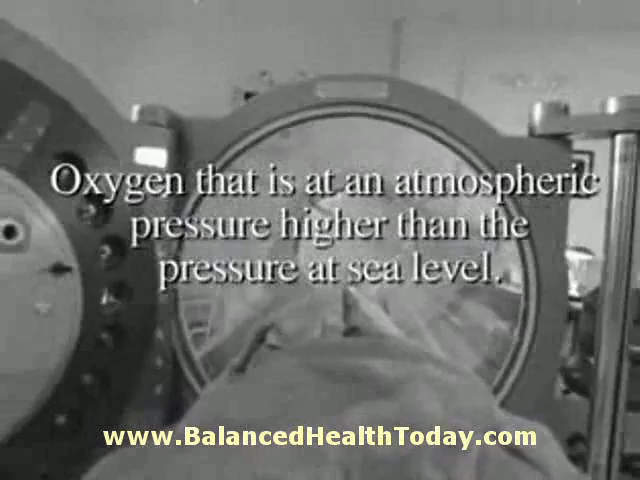 Oxygen that is at an atmospheric
pressure higher than the
pressure at sea level.
www.BalancedHealthToday.com